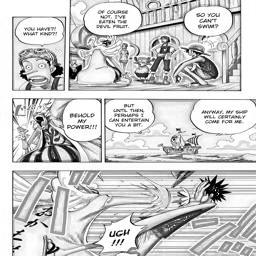 YOU HAVE?!
WHAT KIND?!
OF COURSE
NOT. I'VE
EATEN THE
DEVIL FRUIT.
SO YOU
CAN'T
SWIM?
BEHOLD
MY
POWER!!!
BUT
UNTIL THEN,
PERHAPS I
CAN ENTERTAIN
YOU A BIT.
ANYWAY, MY SHIP
WILL CERTAINLY
COME FOR ME.
UGH
!!!